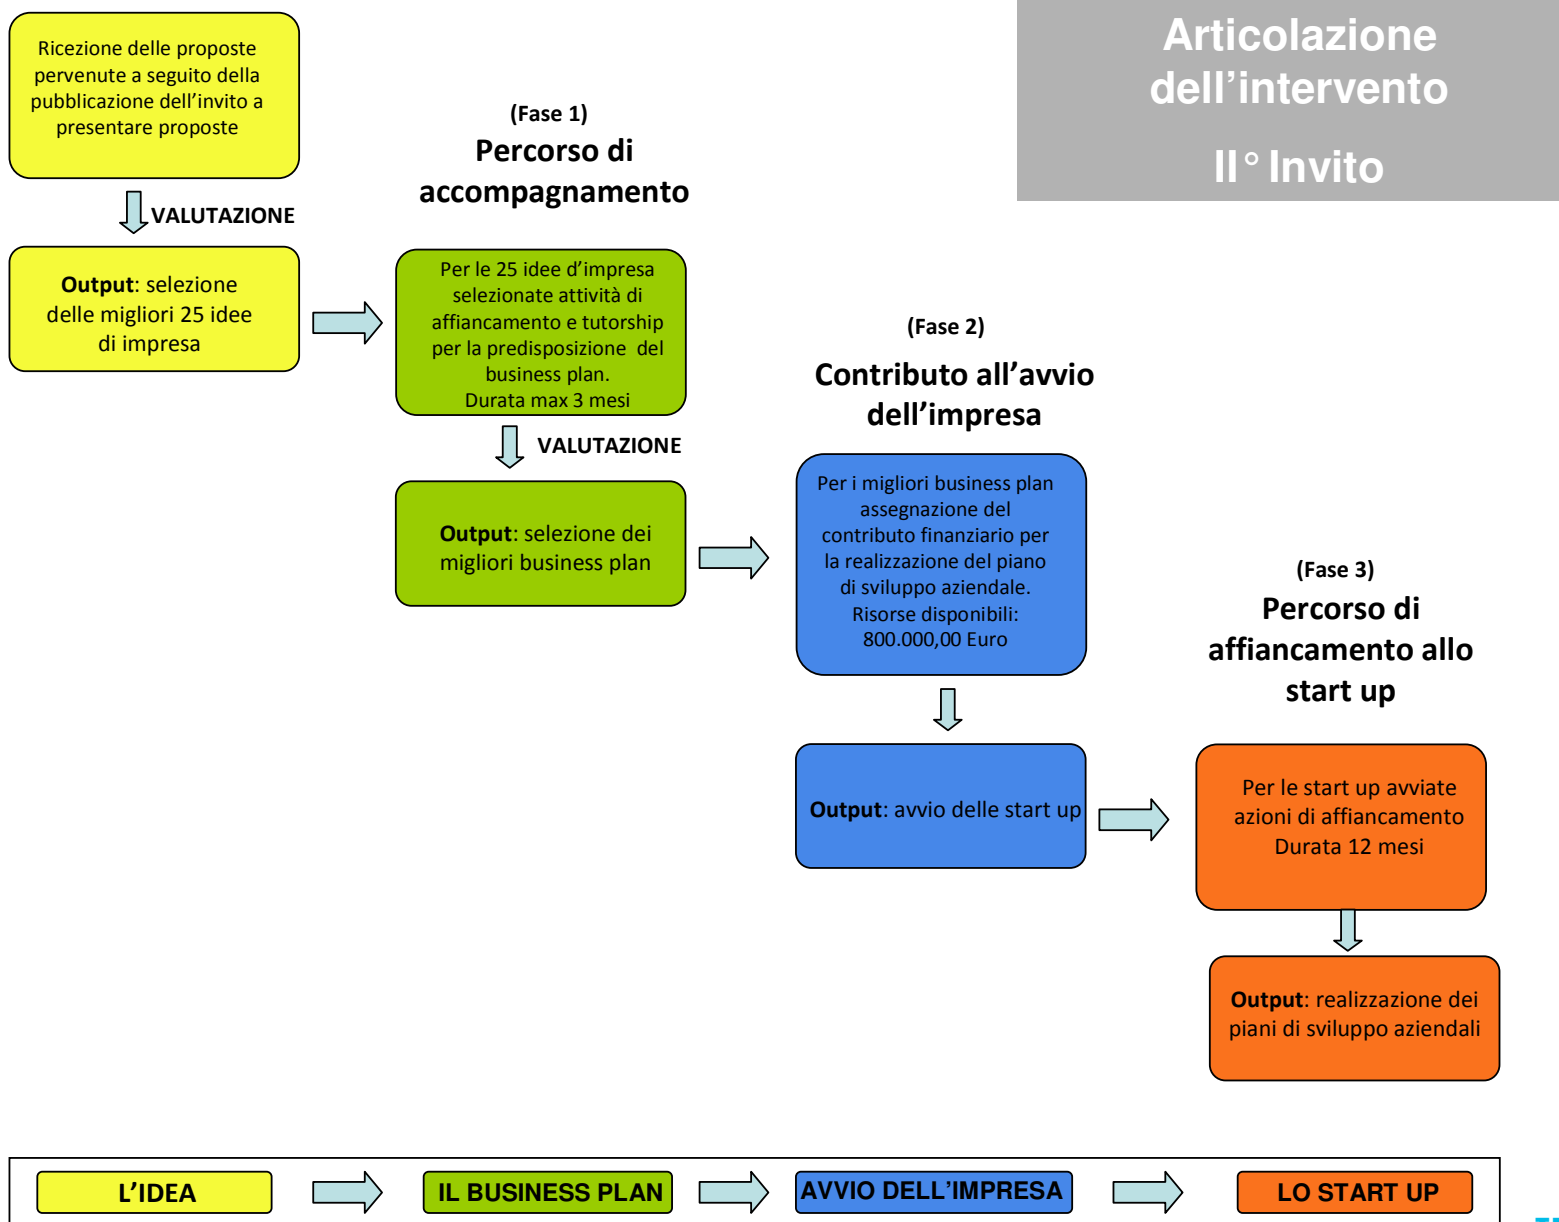 Articolazione
dell’intervento
II° Invito
Ricezione delle proposte
pervenute a seguito della
pubblicazione dell’invito a
presentare proposte
VALUTAZIONE
Output: selezione
delle migliori 25 idee
di impresa
(Fase 1)
Percorso di
accompagnamento
Per le 25 idee d’impresa
selezionate attività di
affiancamento e tutorship
per la predisposizione del
business plan.
Durata max 3 mesi
VALUTAZIONE
Output: selezione dei
migliori business plan
(Fase 2)
Contributo all’avvio
dell’impresa
Per i migliori business plan
assegnazione del
contributo finanziario per
la realizzazione del piano
di sviluppo aziendale.
Risorse disponibili:
800.000,00 Euro
Output: avvio delle start up
(Fase 3)
Percorso di
affiancamento allo
start up
Per le start up avviate
azioni di affiancamento
Durata 12 mesi
Output: realizzazione dei
piani di sviluppo aziendali
L’IDEA
IL BUSINESS PLAN
AVVIO DELL’IMPRESA
LO START UP